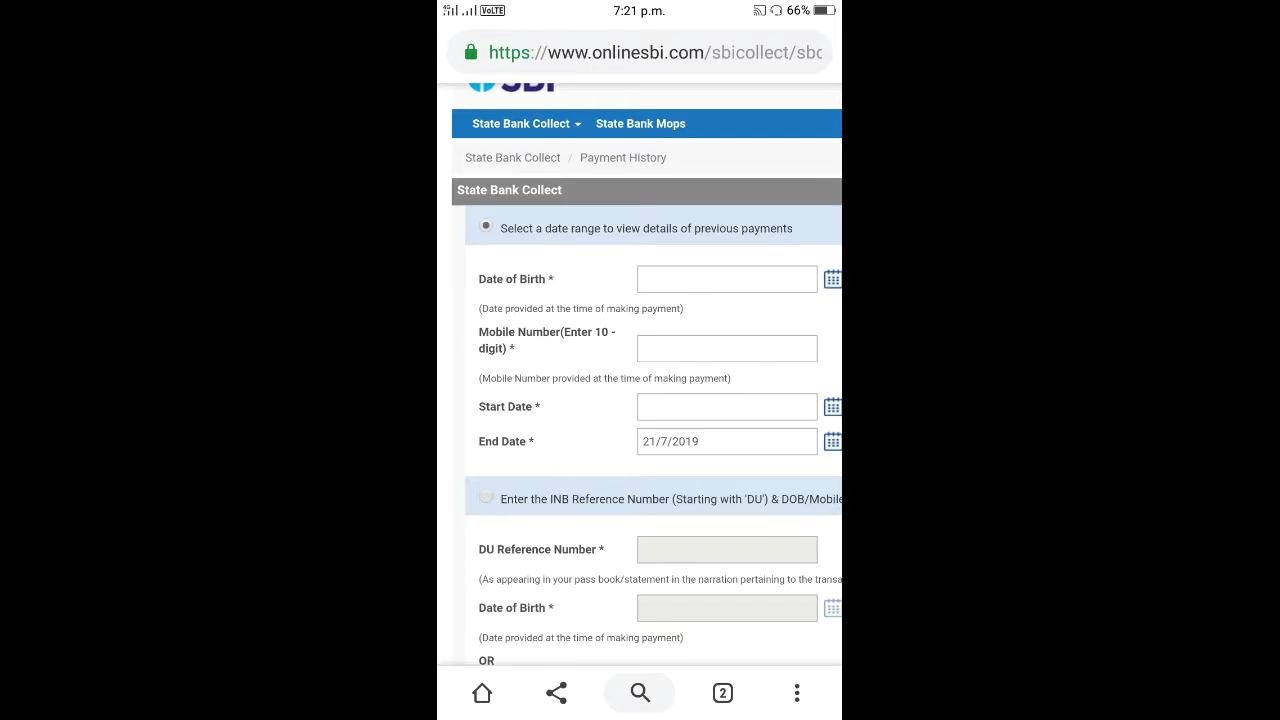 4G VoLTE 7:21 p.m. 66%
https://www.onlinesbi.com/sbicollect/sbc
SBI
State Bank Collect State Bank Mops
State Bank Collect / Payment History
State Bank Collect
Select a date range to view details of previous payments
Date of Birth *
(Date provided at the time of making payment)
Mobile Number(Enter 10 -
digit) *
(Mobile Number provided at the time of making payment)
Start Date *
End Date * 21/7/2019
Enter the INB Reference Number (Starting with 'DU') & DOB/Mobile
DU Reference Number *
(As appearing in your pass book/statement in the narration pertaining to the transa
Date of Birth *
(Date provided at the time of making payment)
OR
2